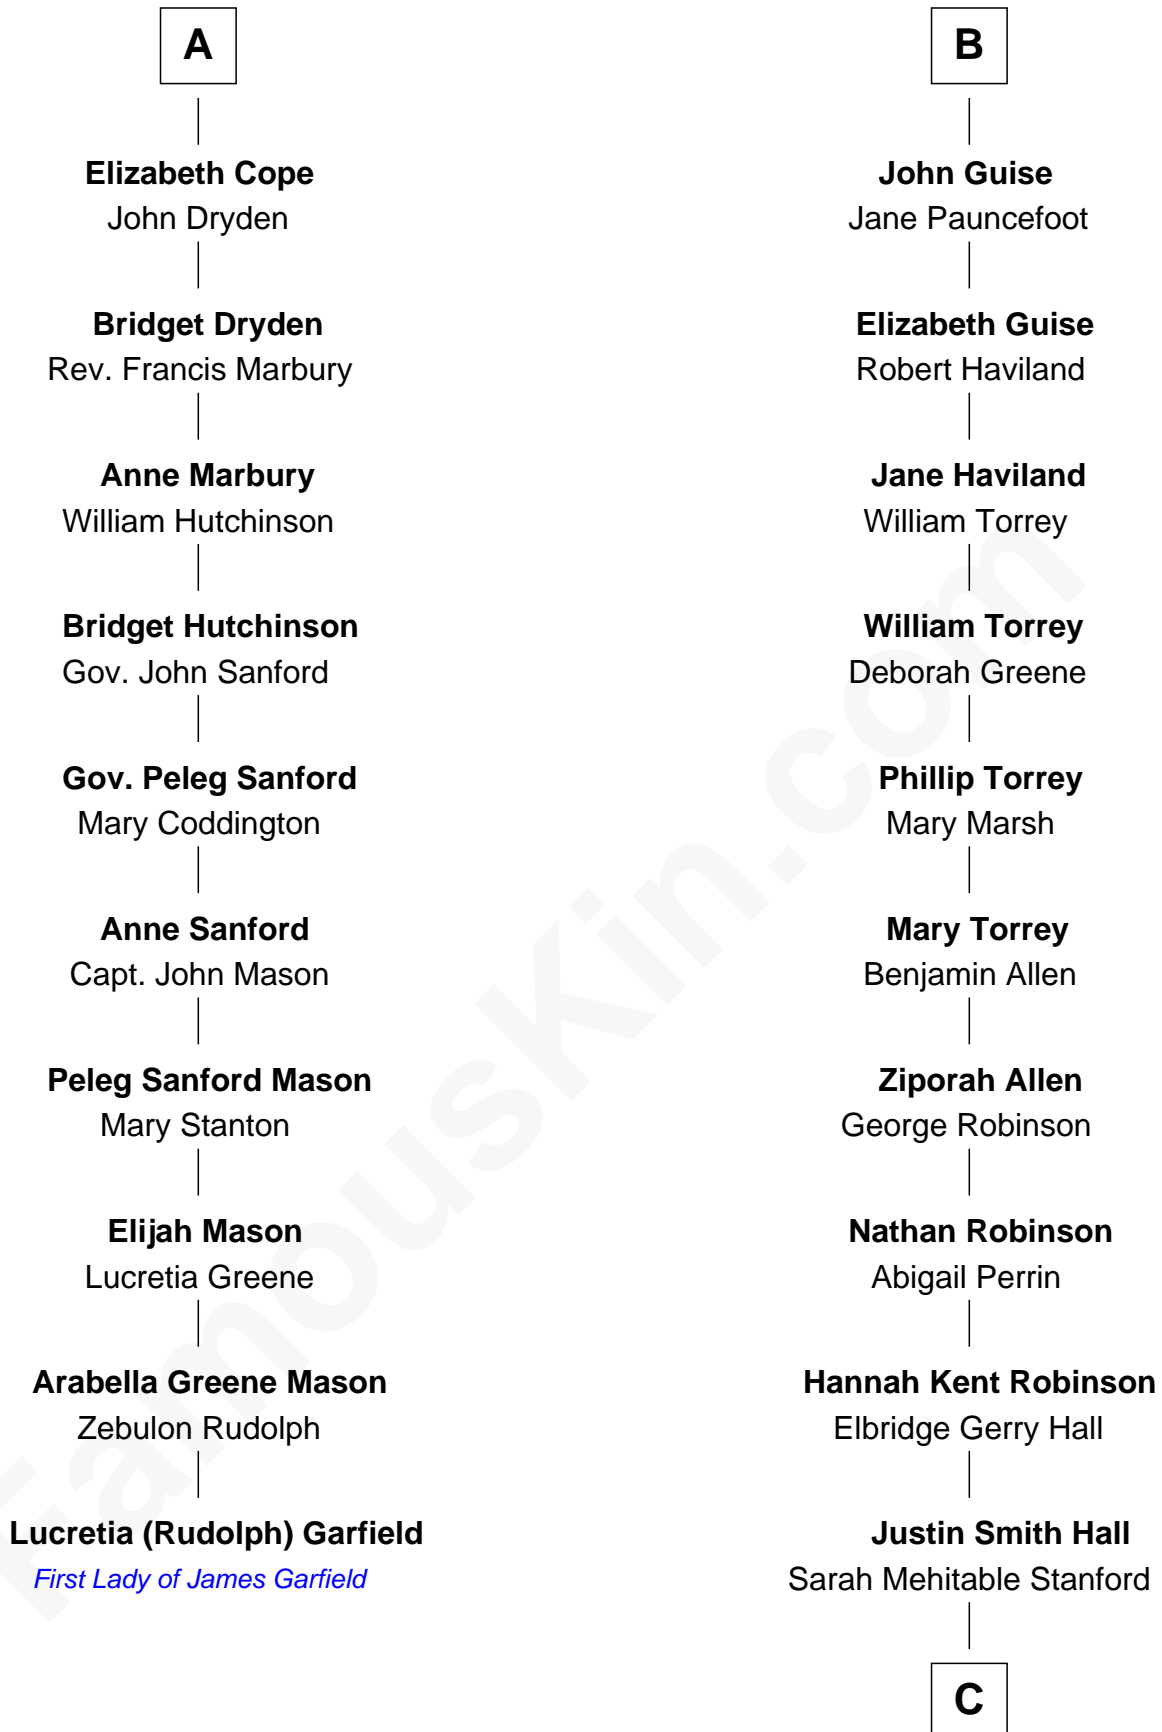 A
Elizabeth Cope
John Dryden
Bridget Dryden
Rev. Francis Marbury
Anne Marbury
William Hutchinson
Bridget Hutchinson
Gov. John Sanford
Gov. Peleg Sanford
Mary Coddington
Anne Sanford
Capt. John Mason
Peleg Sanford Mason
Mary Stanton
Elijah Mason
Lucretia Greene
Arabella Greene Mason
Zebulon Rudolph
Lucretia (Rudolph) Garfield
First Lady of James Garfield
B
John Guise
Jane Pauncefoot
Elizabeth Guise
Robert Haviland
Jane Haviland
William Torrey
William Torrey
Deborah Greene
Phillip Torrey
Mary Marsh
Mary Torrey
Benjamin Allen
Ziporah Allen
George Robinson
Nathan Robinson
Abigail Perrin
Hannah Kent Robinson
Elbridge Gerry Hall
Justin Smith Hall
Sarah Mehitable Stanford
C
FamousKin.com